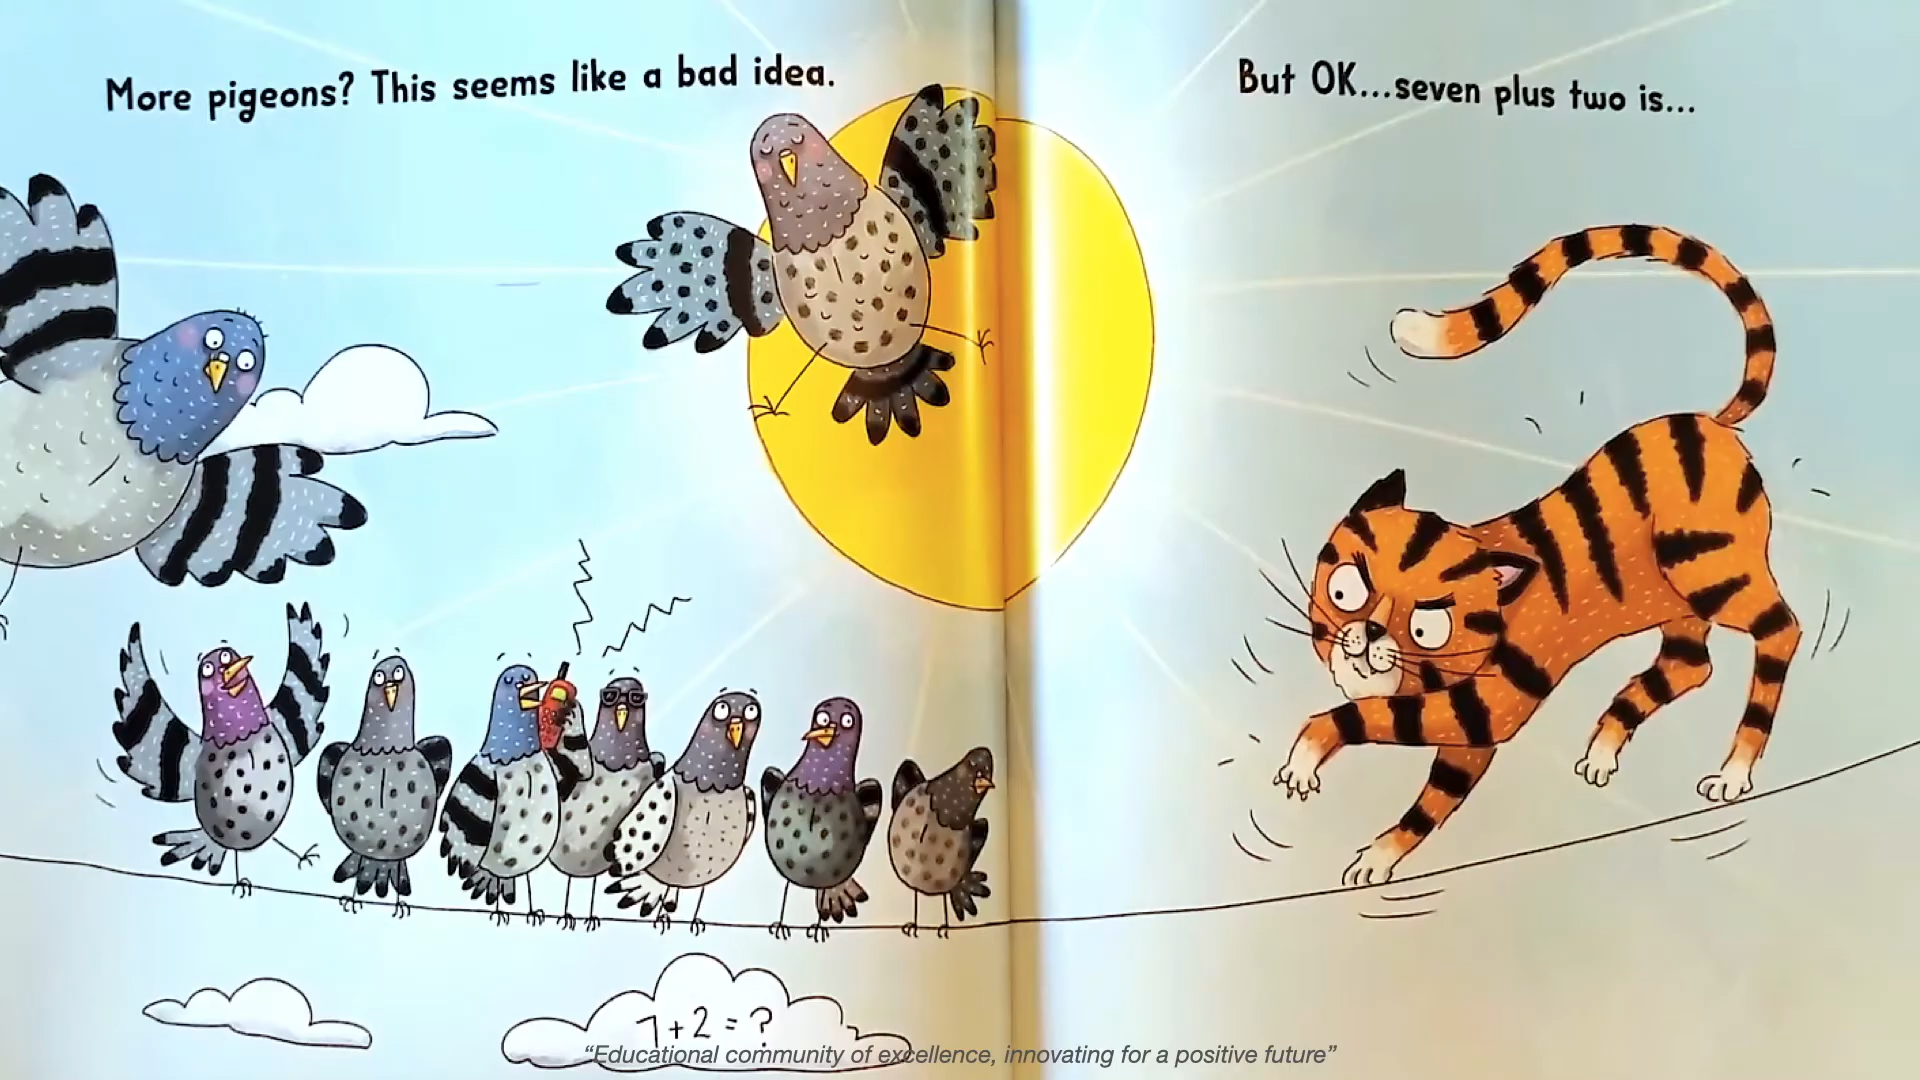 More pigeons? This seems like a bad idea.
But OK...seven plus two is...
7+2=?
“Educational community of excellence, innovating for a positive future”